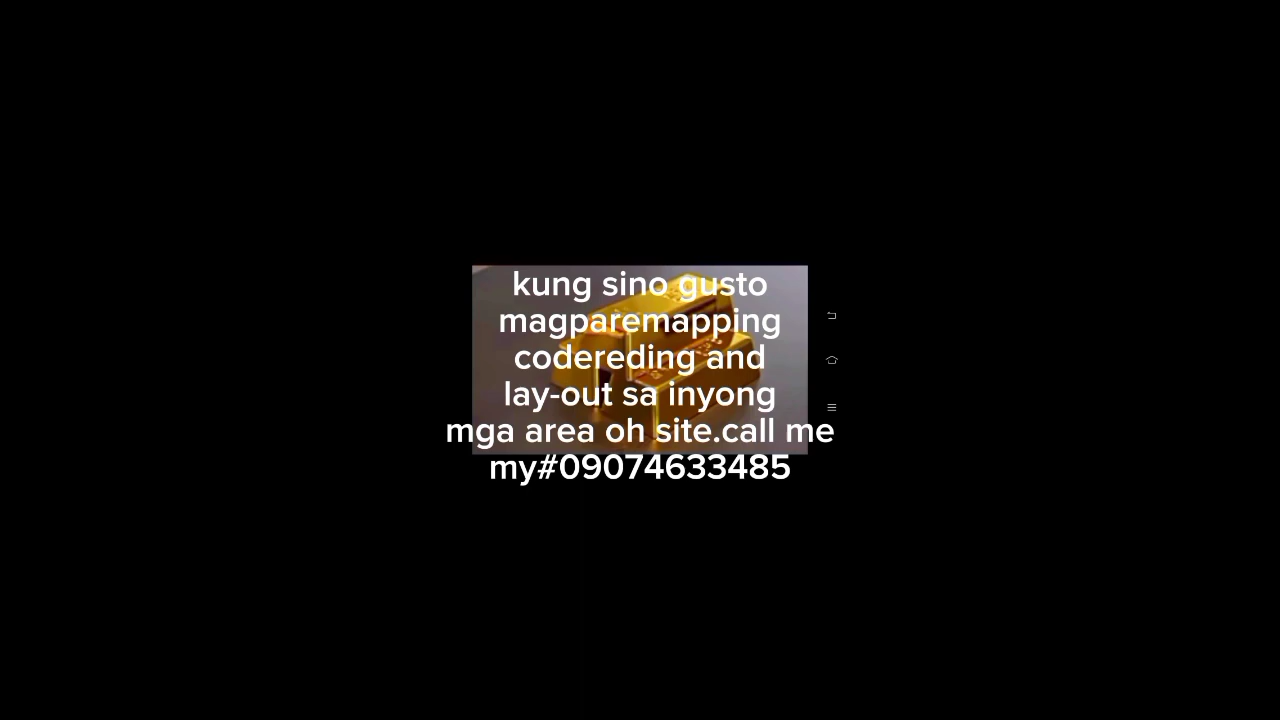 kung sino gusto
magparemapping
codereding and
lay-out sa inyong
mga area oh site.call me
my#09074633485